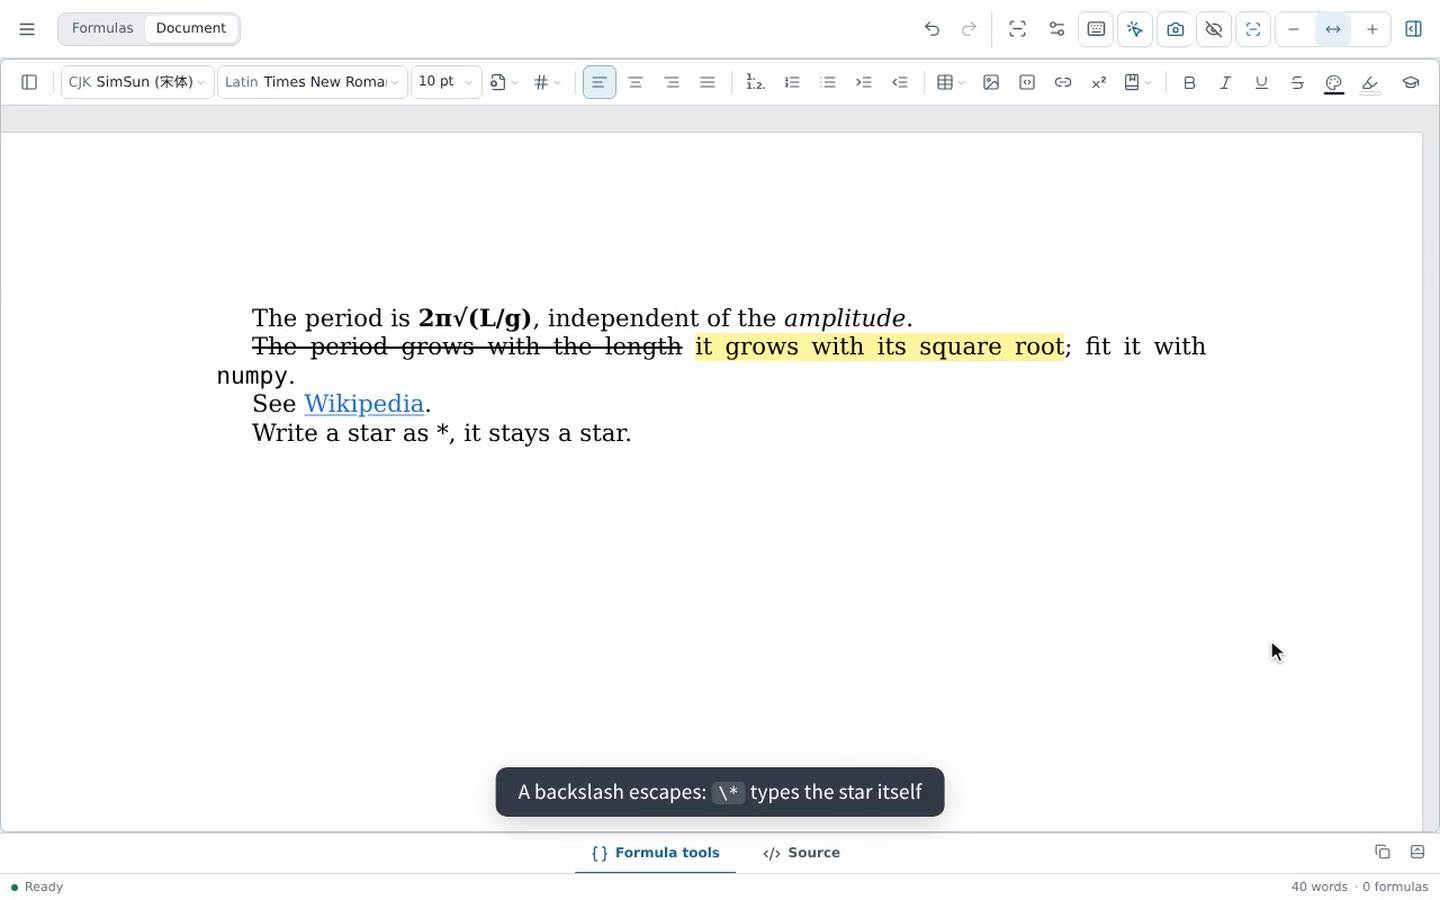 Formulas Document
CJK SimSun (宋体) Latin Times New Roma 10 pt
The period is 2π√(L/g), independent of the amplitude.
The period grows with the length it grows with its square root; fit it with
numpy.
See Wikipedia.
Write a star as *, it stays a star.
A backslash escapes: \* types the star itself
{} Formula tools </> Source
Ready 40 words · 0 formulas